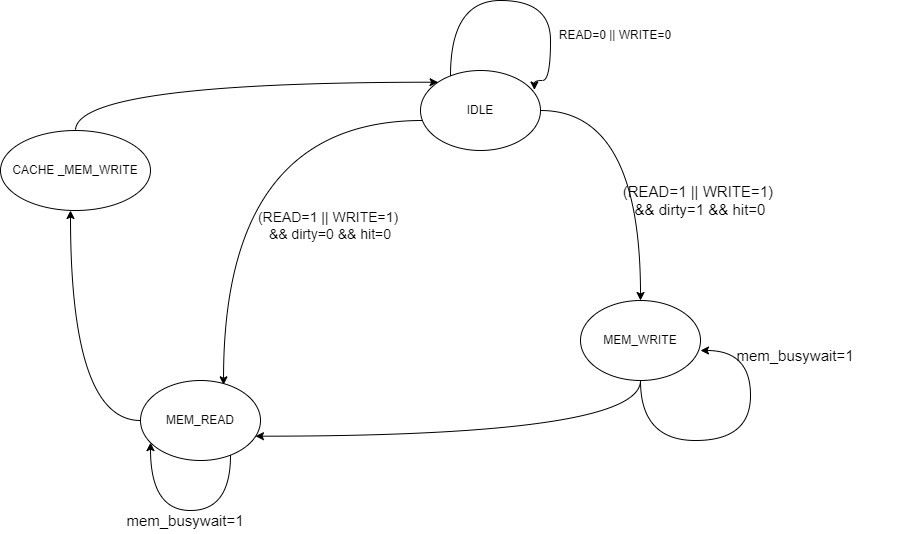 READ=0 || WRITE=0
IDLE
CACHE _MEM_WRITE
(READ=1 || WRITE=1)
&& dirty=1 && hit=0
(READ=1 || WRITE=1)
&& dirty=0 && hit=0
MEM_WRITE
mem_busywait=1
MEM_READ
mem_busywait=1